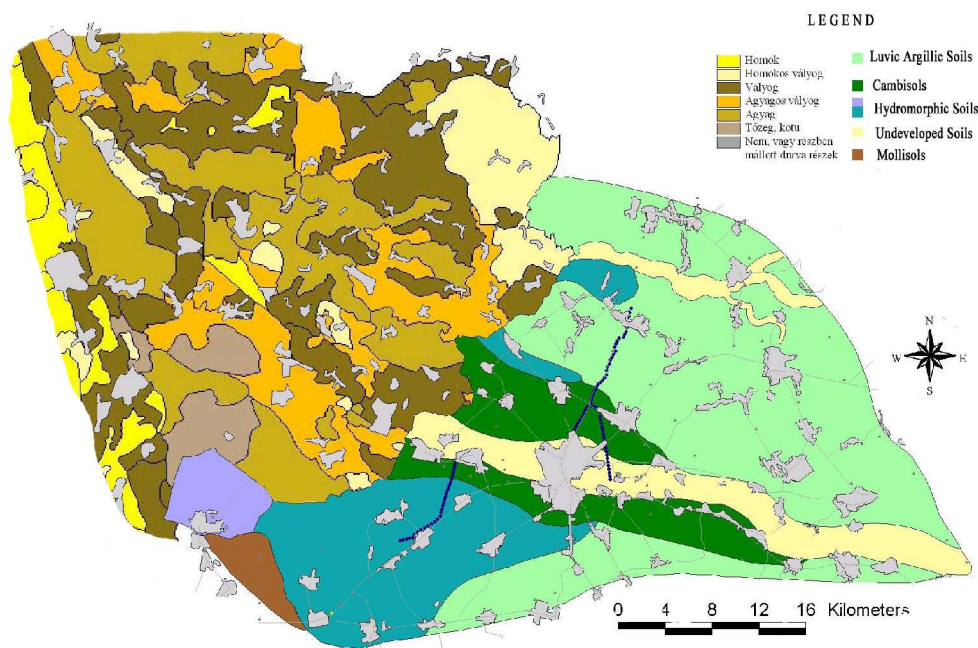 LEGEND
Homok
Homokos vályog
Vályog
Agyagos vályog
Agyag
Tőzeg, kotu
Nem, vagy részben
mállott durva részek
Luvic Argillic Soils
Cambisols
Hydromorphic Soils
Undeveloped Soils
Mollisols
N
W E
S
0 4 8 12 16 Kilometers